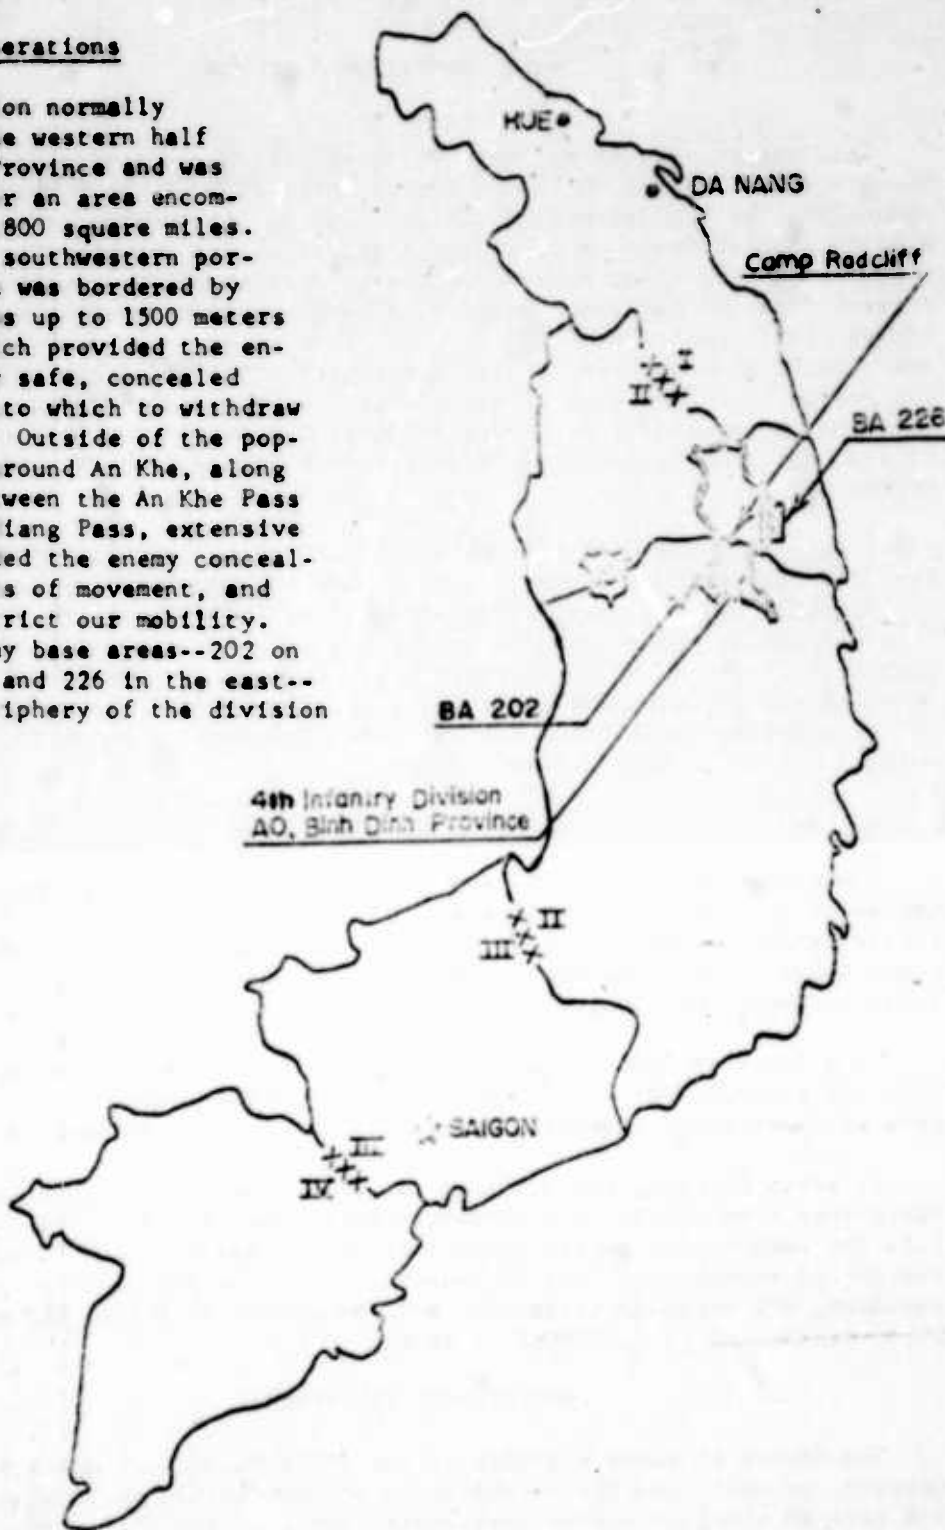 erations
on normally
e western half
rovince and was
r an area encom-
800 square miles.
southwestern por-
was bordered by
s up to 1500 meters
ch provided the en-
safe, concealed
to which to withdraw
Outside of the pop-
round An Khe, along
ween the An Khe Pass
iang Pass, extensive
ed the enemy conceal-
s of movement, and
rict our mobility.
y base areas--202 on
and 226 in the east--
iphery of the division
HUE
DA NANG
Camp Radcliff
I
II
BA 226
BA 202
4th Infantry Division
AO, Binh Dinh Province
II
III
SAIGON
III
IV